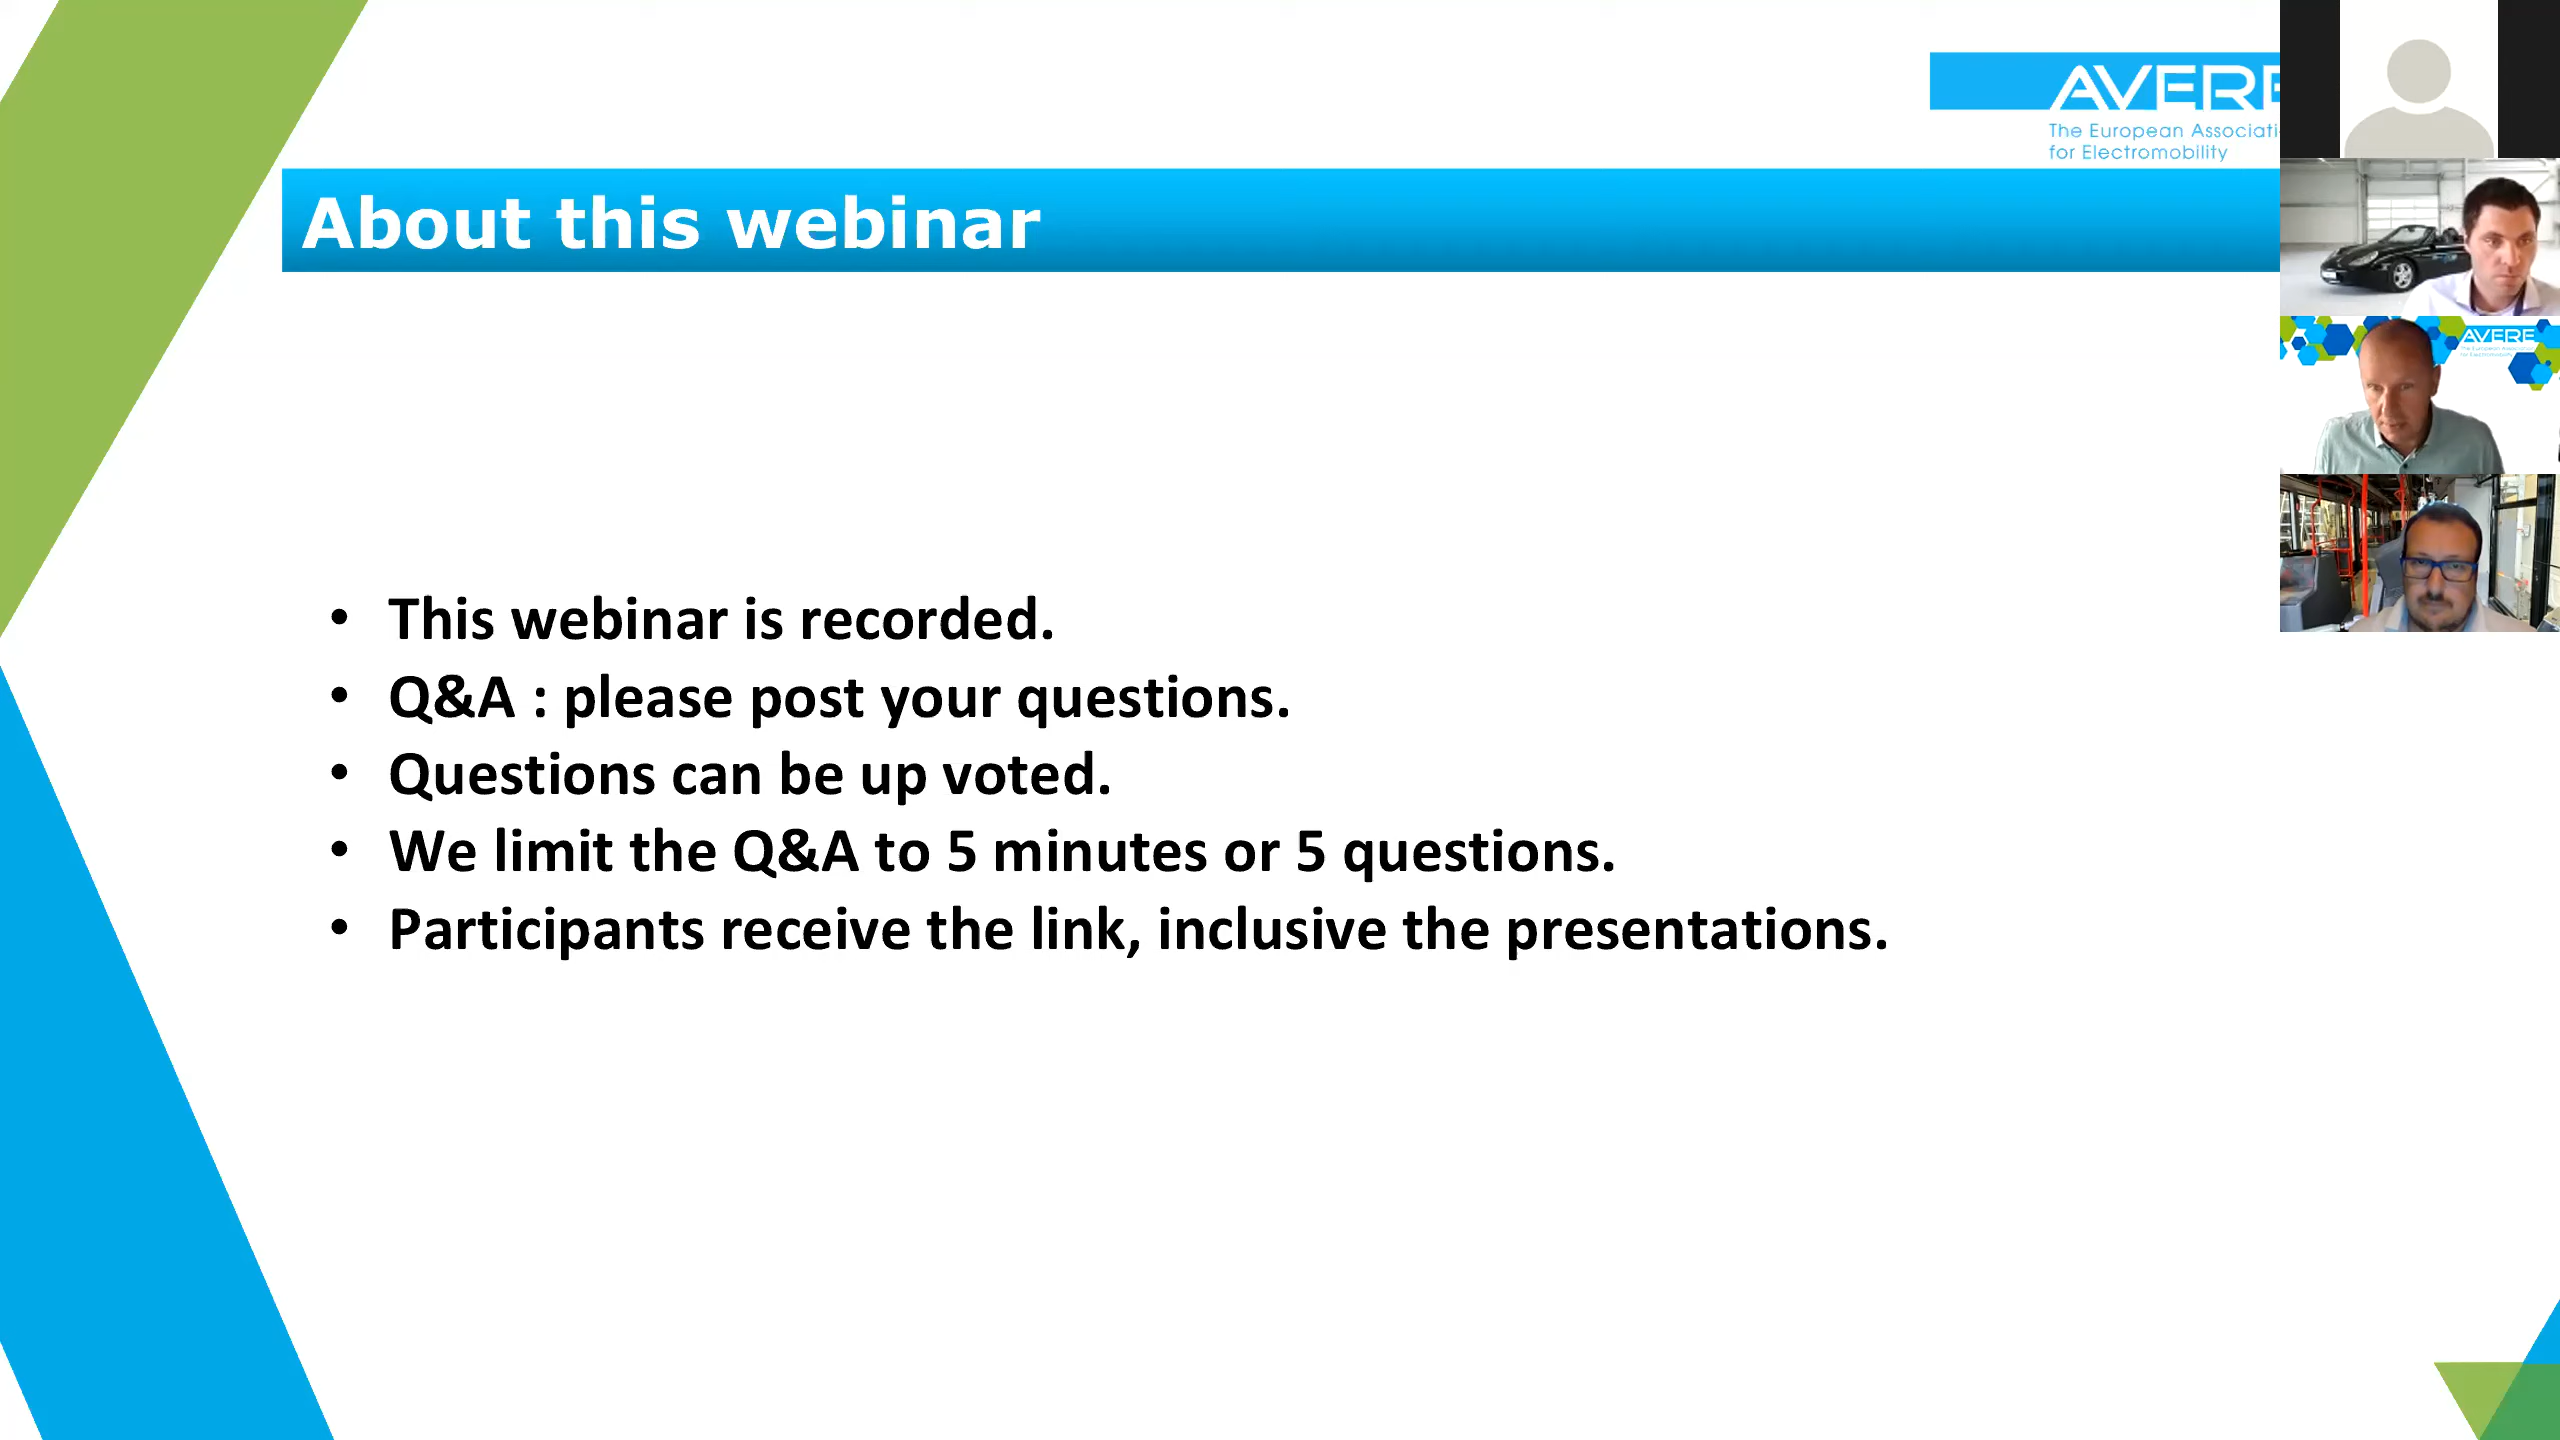 AVERE
The European Associati
for Electromobility
About this webinar
AVERE
• This webinar is recorded.
• Q&A : please post your questions.
• Questions can be up voted.
• We limit the Q&A to 5 minutes or 5 questions.
• Participants receive the link, inclusive the presentations.